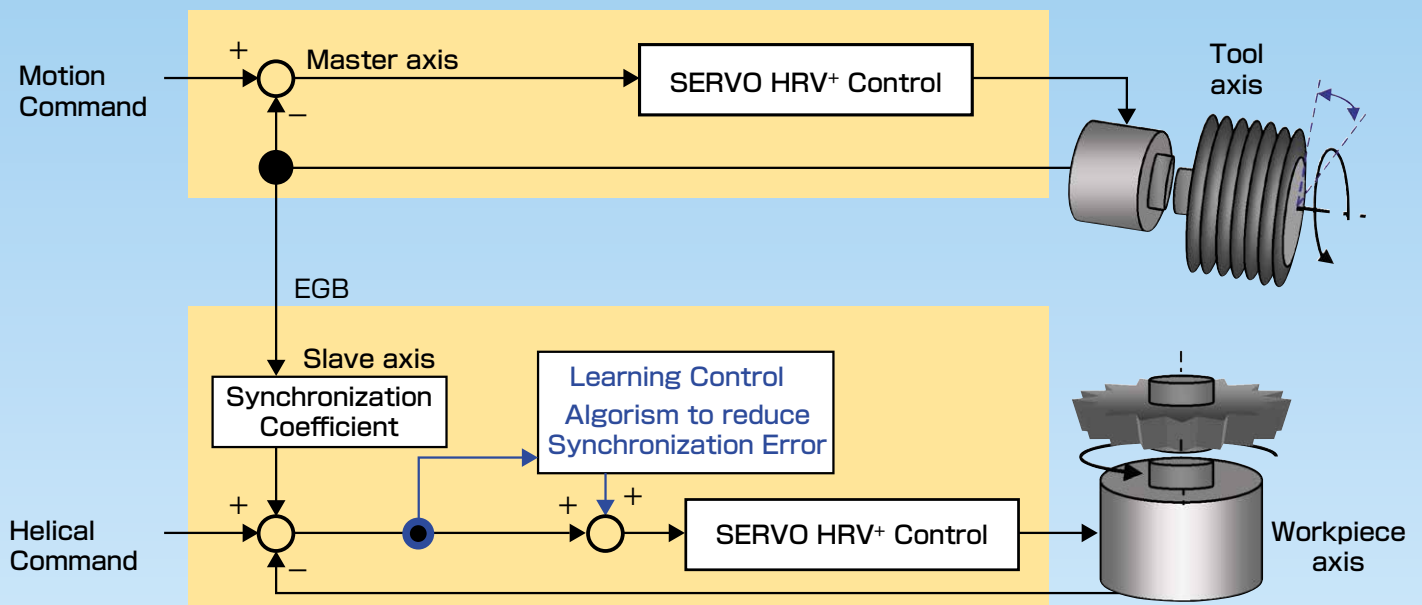 Motion
Command
+
−
Master axis
SERVO HRV⁺ Control
Tool
axis
EGB
Slave axis
Synchronization
Coefficient
Learning Control
Algorism to reduce
Synchronization Error
Helical
Command
+
−
+
+
SERVO HRV⁺ Control
Workpiece
axis